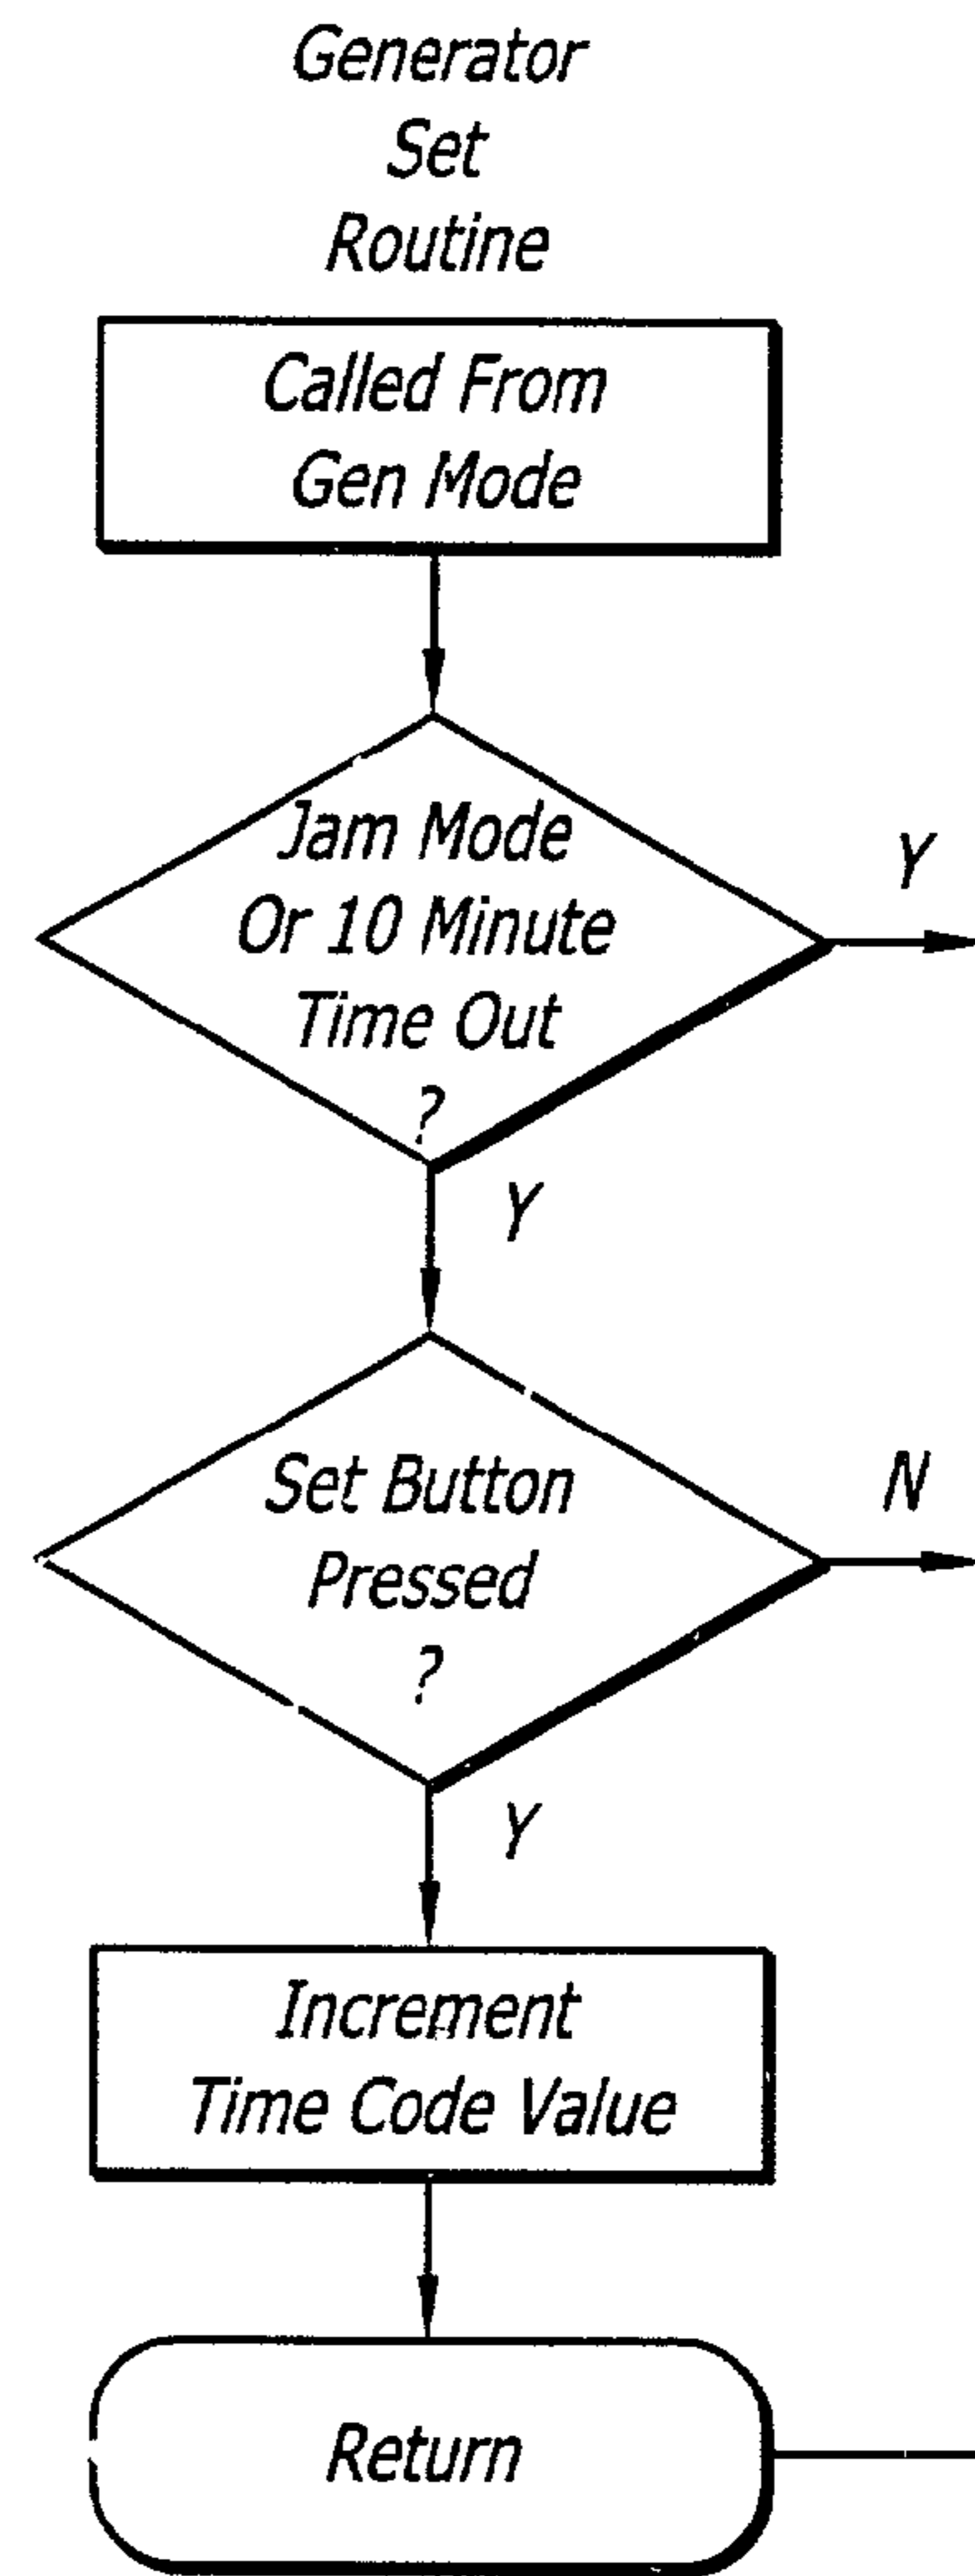 Generator
Set
Routine
Called From
Gen Mode
Jam Mode
Or 10 Minute
Time Out
?
Y
Y
Set Button
Pressed
?
N
Y
Increment
Time Code Value
Return